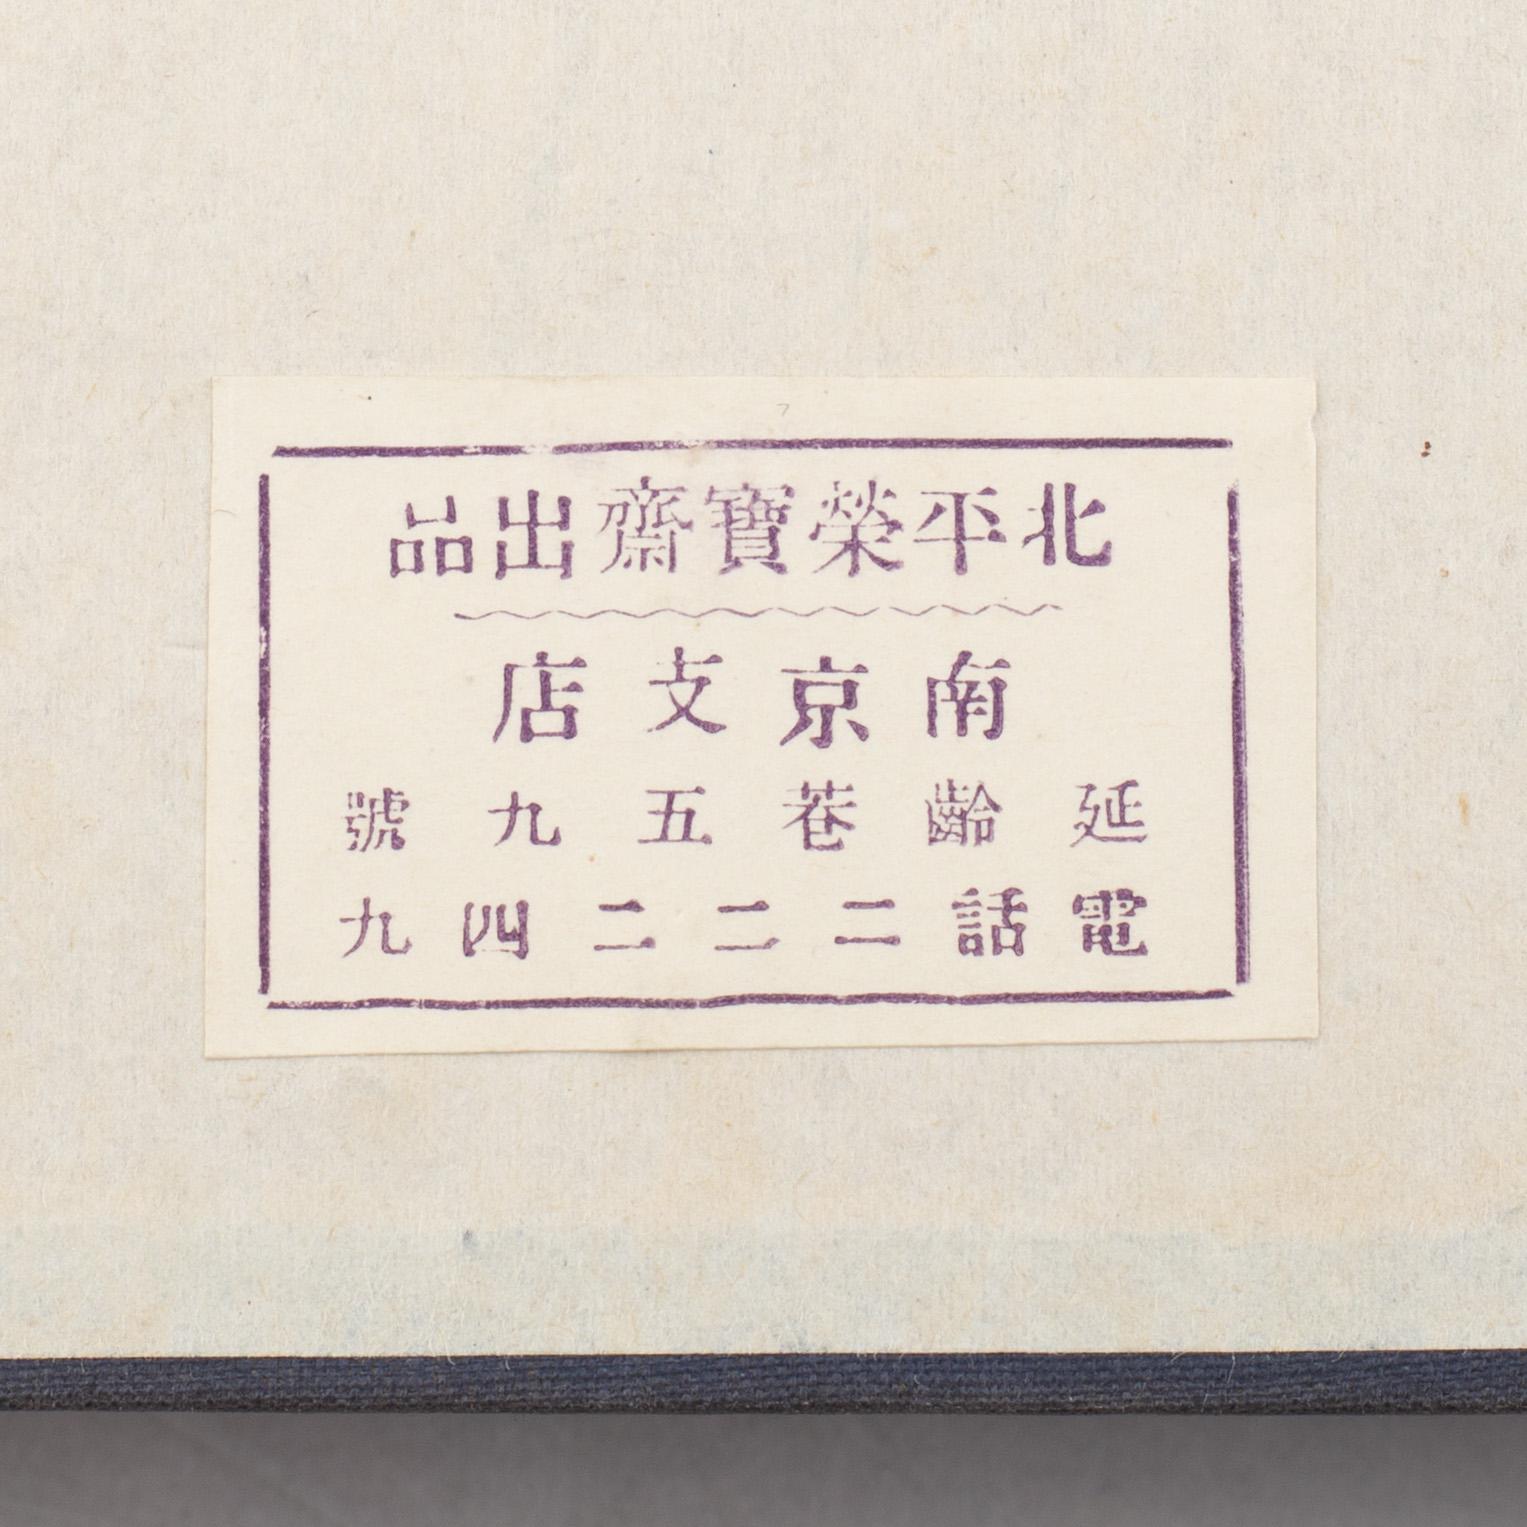 北平榮寶齋出品
南京支店
延齡巷五九號
電話二二二四九